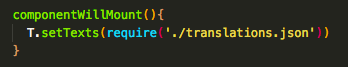 componentWillMount(){
  T.setTexts(require('./translations.json'))
}